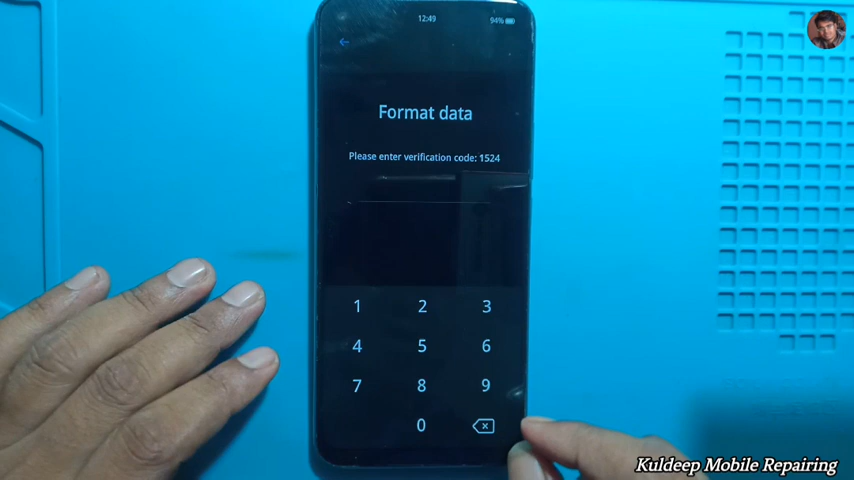 12:49 94%
Format data
Please enter verification code: 1524
1 2 3
4 5 6
7 8 9
0
Kuldeep Mobile Repairing